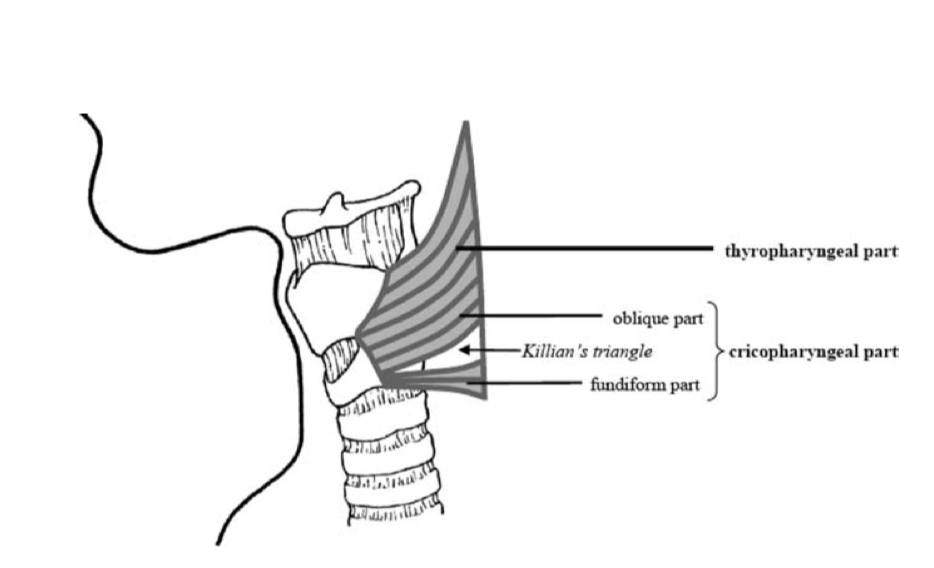 thyropharyngeal part
oblique part
Killian's triangle
cricopharyngeal part
fundiform part